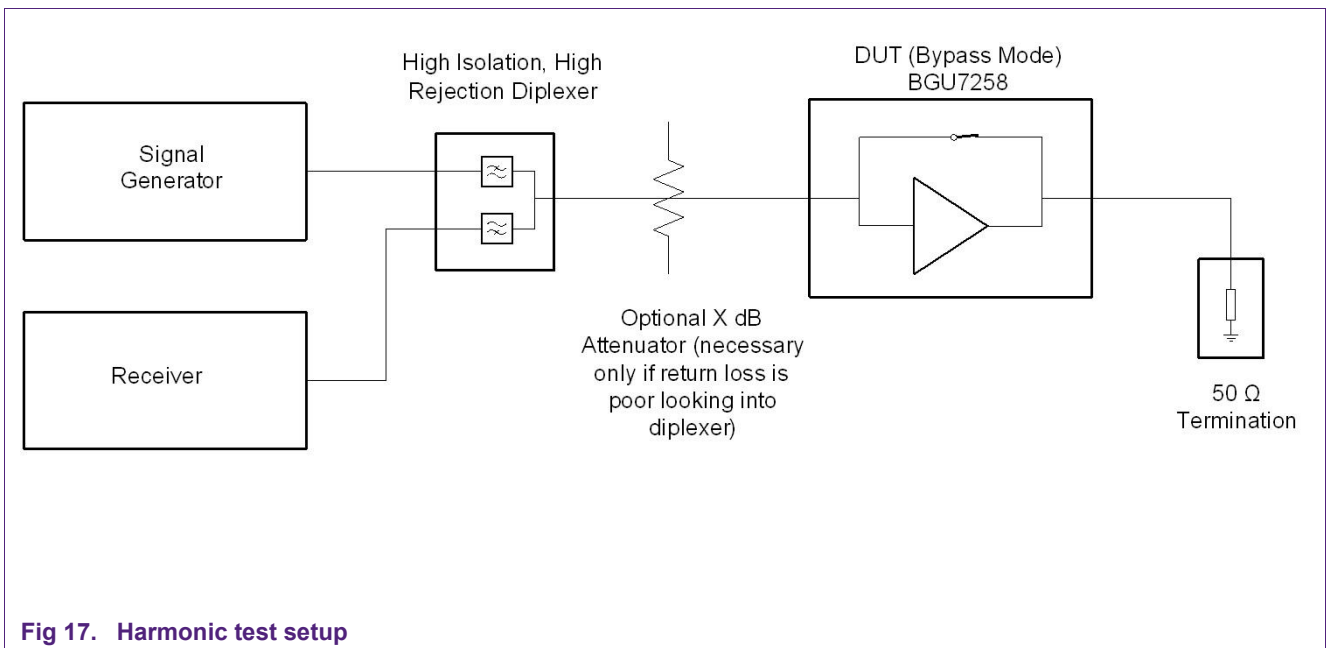 High Isolation, High
Rejection Diplexer
DUT (Bypass Mode)
BGU7258
Signal
Generator
Receiver
Optional X dB
Attenuator (necessary
only if return loss is
poor looking into
diplexer)
50 Ω
Termination
Fig 17. Harmonic test setup